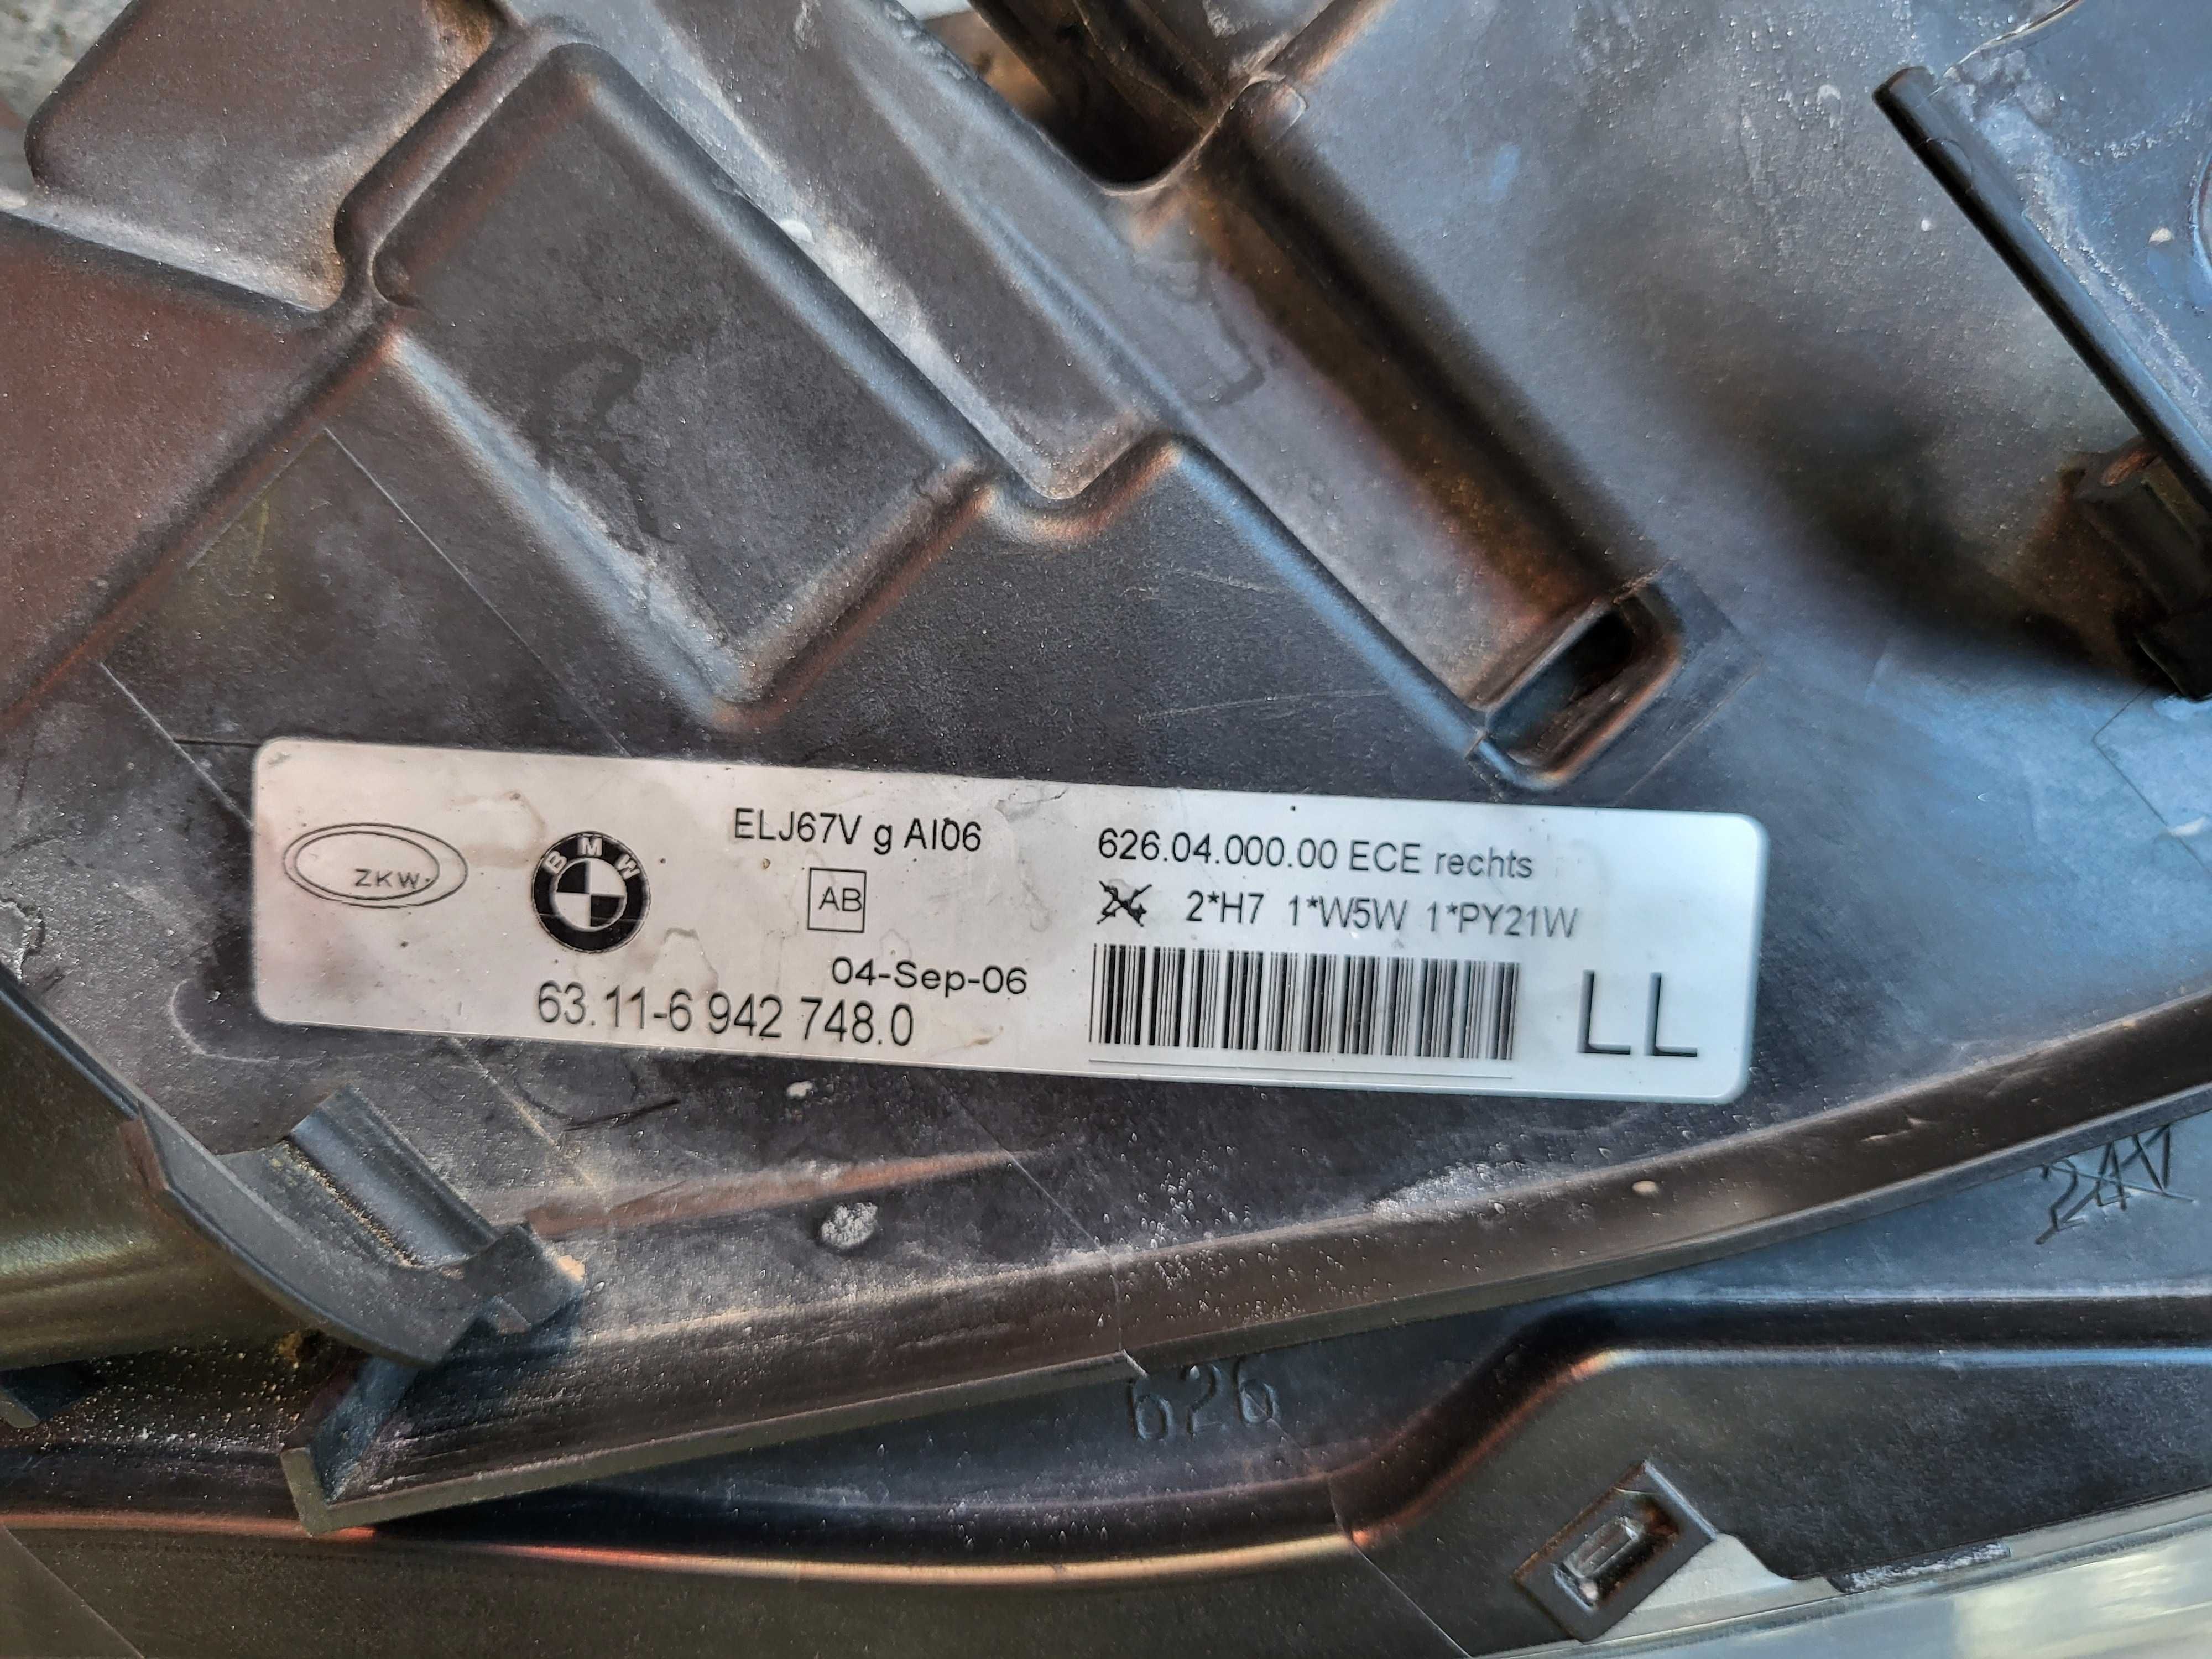 ZKW
BMW
ELJ67V g AI06
AB
04-Sep-06
63.11-6 942 748.0
626.04.000.00 ECE rechts
2*H7 1*W5W 1*PY21W
LL
626